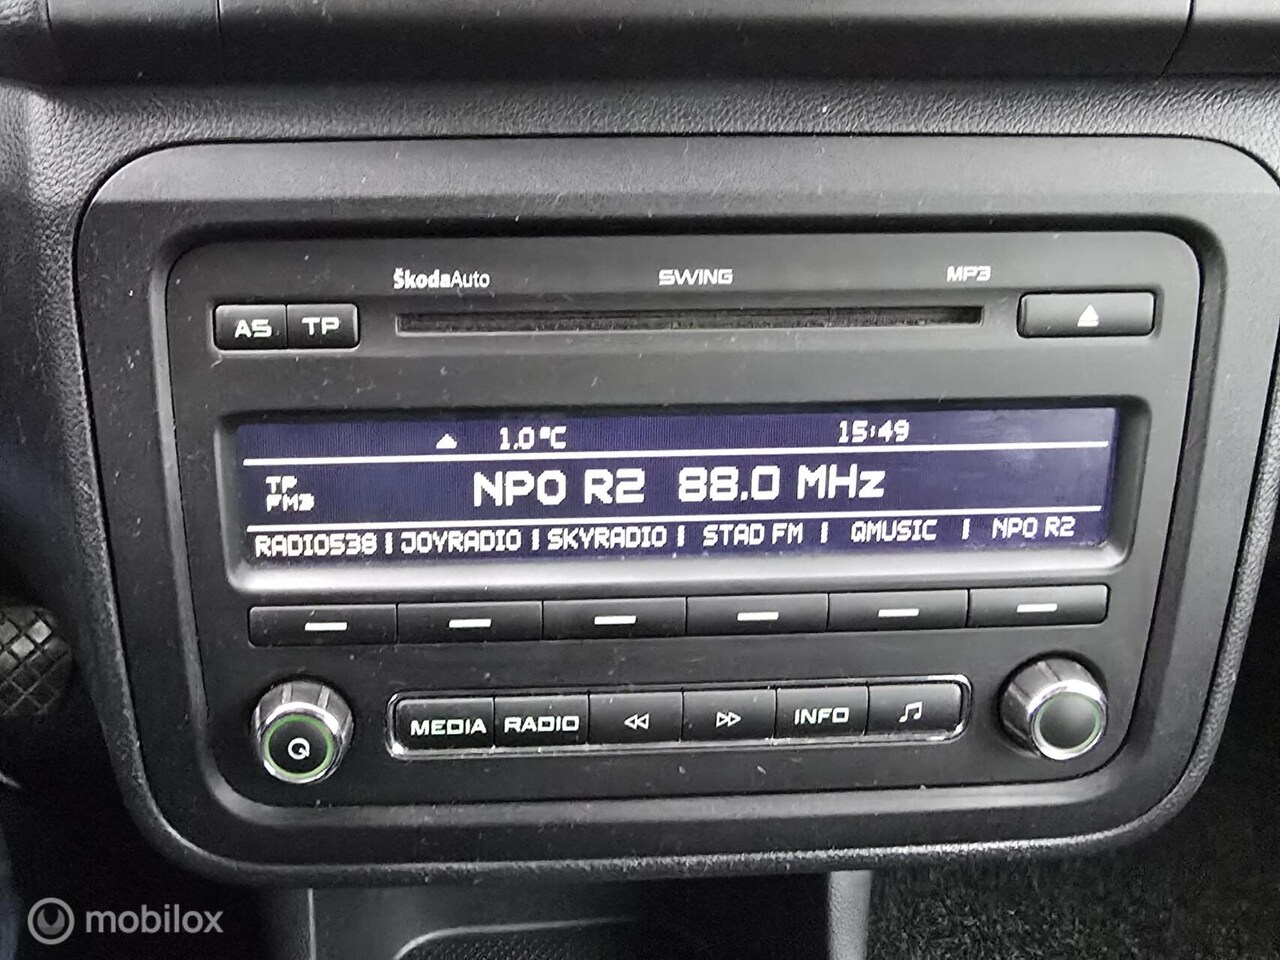 ŠkodaAuto SWING MP3
AS TP
1.0°C 15:49
TP
FM3
NPO R2 88.0 MHz
RADIO538 | JOYRADIO | SKYRADIO | STAD FM | QMUSIC | NPO R2
MEDIA RADIO INFO
mobilox